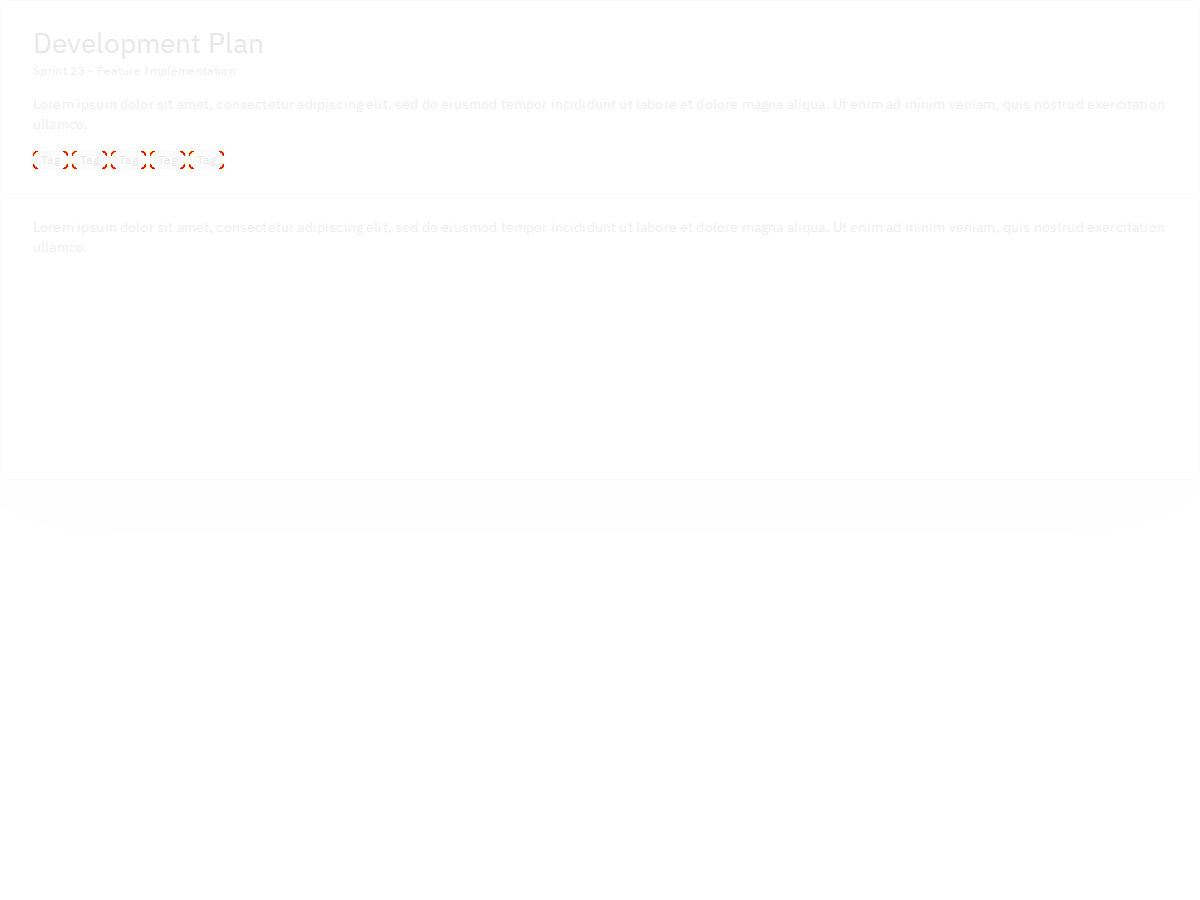 Development Plan
Sprint 23 - Feature Implementation
Lorem ipsum dolor sit amet, consectetur adipiscing elit, sed do eiusmod tempor incididunt ut labore et dolore magna aliqua. Ut enim ad minim veniam, quis nostrud exercitation
ullamco.
Tag Tag Tag Tag Tag
Lorem ipsum dolor sit amet, consectetur adipiscing elit, sed do eiusmod tempor incididunt ut labore et dolore magna aliqua. Ut enim ad minim veniam, quis nostrud exercitation
ullamco.